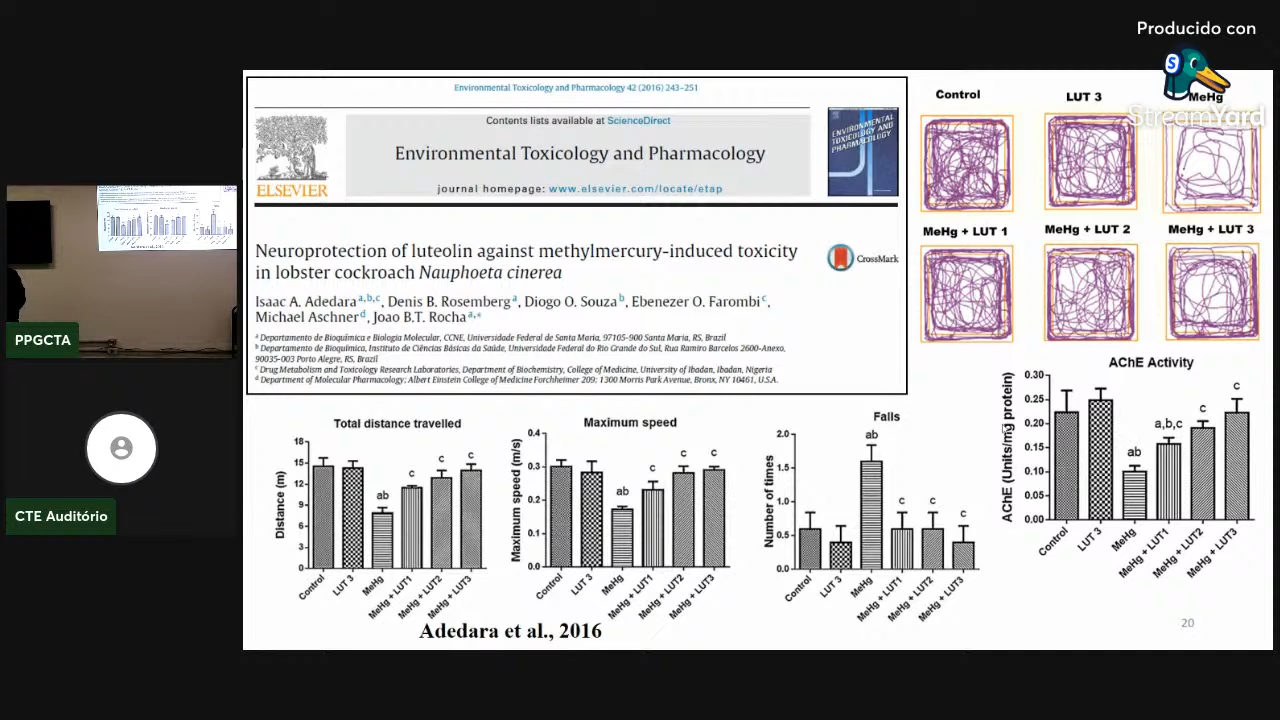 Producido con
StreamYard
PPGCTA
CTE Auditório
Environmental Toxicology and Pharmacology 42 (2016) 243–251
Contents lists available at ScienceDirect
Environmental Toxicology and Pharmacology
journal homepage: www.elsevier.com/locate/etap
ELSEVIER
ENVIRONMENTAL TOXICOLOGY AND PHARMACOLOGY
Neuroprotection of luteolin against methylmercury-induced toxicity
in lobster cockroach Nauphoeta cinerea
CrossMark
Isaac A. Adedara a,b,c, Denis B. Rosemberg a, Diogo O. Souza b, Ebenezer O. Farombi c,
Michael Aschner d, Joao B.T. Rocha a,*
a Departamento de Bioquímica e Biologia Molecular, CCNE, Universidade Federal de Santa Maria, 97105-900 Santa Maria, RS, Brazil
b Departamento de Bioquímica, Instituto de Ciências Básicas da Saúde, Universidade Federal do Rio Grande do Sul, Rua Ramiro Barcelos 2600-Anexo,
90035-003 Porto Alegre, RS, Brazil
c Drug Metabolism and Toxicology Research Laboratories, Department of Biochemistry, College of Medicine, University of Ibadan, Ibadan, Nigeria
d Department of Molecular Pharmacology; Albert Einstein College of Medicine Forchheimer 209; 1300 Morris Park Avenue, Bronx, NY 10461, U.S.A.
Control LUT 3 MeHg
MeHg + LUT 1 MeHg + LUT 2 MeHg + LUT 3
Total distance travelled
Distance (m)
18
15
12
9
6
3
0
ab c c c
Control LUT 3 MeHg MeHg + LUT1 MeHg + LUT2 MeHg + LUT3
Maximum speed
Maximum speed (m/s)
0.4
0.3
0.2
0.1
0.0
ab c c c
Control LUT 3 MeHg MeHg + LUT1 MeHg + LUT2 MeHg + LUT3
Falls
Number of times
2.0
1.5
1.0
0.5
0.0
ab c c c
Control LUT 3 MeHg MeHg + LUT1 MeHg + LUT2 MeHg + LUT3
AChE Activity
AChE (Units/mg protein)
0.30
0.25
0.20
0.15
0.10
0.05
0.00
ab a,b,c c c
Control LUT 3 MeHg MeHg + LUT1 MeHg + LUT2 MeHg + LUT3
Adedara et al., 2016
20